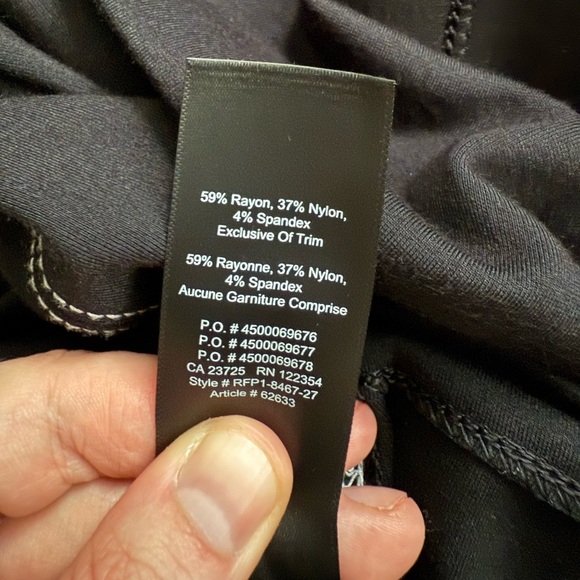 59% Rayon, 37% Nylon,
4% Spandex
Exclusive Of Trim
59% Rayonne, 37% Nylon,
4% Spandex
Aucune Garniture Comprise
P.O. # 4500069676
P.O. # 4500069677
P.O. # 4500069678
CA 23725 RN 122354
Style # RFP1-8467-27
Article # 62633